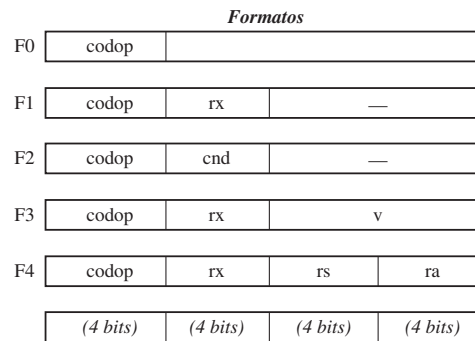 Formatos
F0 codop
F1 codop rx —
F2 codop cnd —
F3 codop rx v
F4 codop rx rs ra
(4 bits) (4 bits) (4 bits) (4 bits)